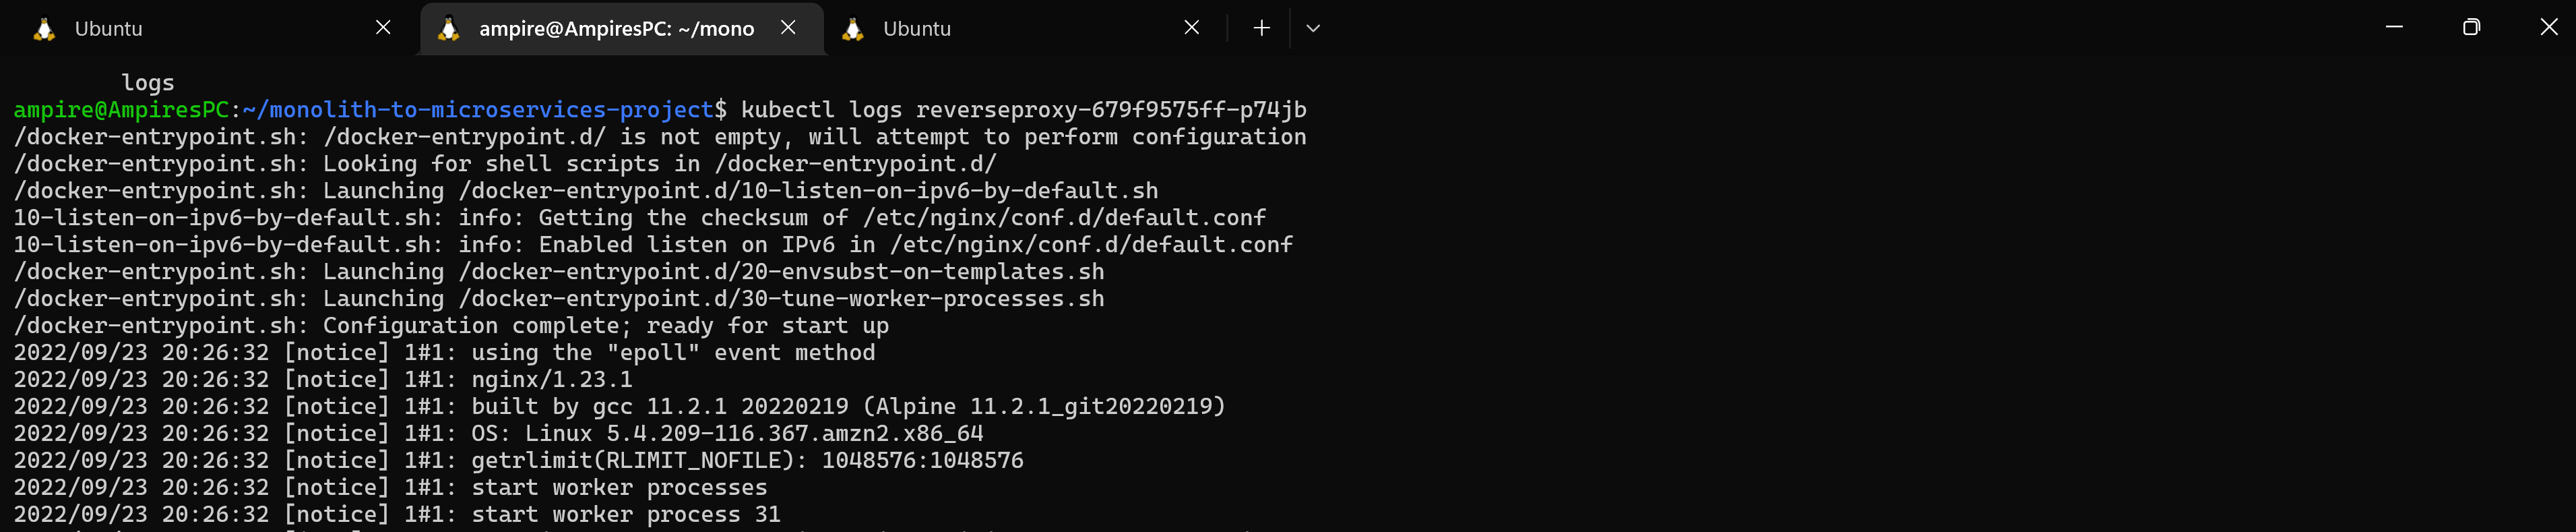 Ubuntu
ampire@AmpiresPC: ~/mono
Ubuntu
logs
ampire@AmpiresPC:~/monolith-to-microservices-project$ kubectl logs reverseproxy-679f9575ff-p74jb
/docker-entrypoint.sh: /docker-entrypoint.d/ is not empty, will attempt to perform configuration
/docker-entrypoint.sh: Looking for shell scripts in /docker-entrypoint.d/
/docker-entrypoint.sh: Launching /docker-entrypoint.d/10-listen-on-ipv6-by-default.sh
10-listen-on-ipv6-by-default.sh: info: Getting the checksum of /etc/nginx/conf.d/default.conf
10-listen-on-ipv6-by-default.sh: info: Enabled listen on IPv6 in /etc/nginx/conf.d/default.conf
/docker-entrypoint.sh: Launching /docker-entrypoint.d/20-envsubst-on-templates.sh
/docker-entrypoint.sh: Launching /docker-entrypoint.d/30-tune-worker-processes.sh
/docker-entrypoint.sh: Configuration complete; ready for start up
2022/09/23 20:26:32 [notice] 1#1: using the "epoll" event method
2022/09/23 20:26:32 [notice] 1#1: nginx/1.23.1
2022/09/23 20:26:32 [notice] 1#1: built by gcc 11.2.1 20220219 (Alpine 11.2.1_git20220219)
2022/09/23 20:26:32 [notice] 1#1: OS: Linux 5.4.209-116.367.amzn2.x86_64
2022/09/23 20:26:32 [notice] 1#1: getrlimit(RLIMIT_NOFILE): 1048576:1048576
2022/09/23 20:26:32 [notice] 1#1: start worker processes
2022/09/23 20:26:32 [notice] 1#1: start worker process 31